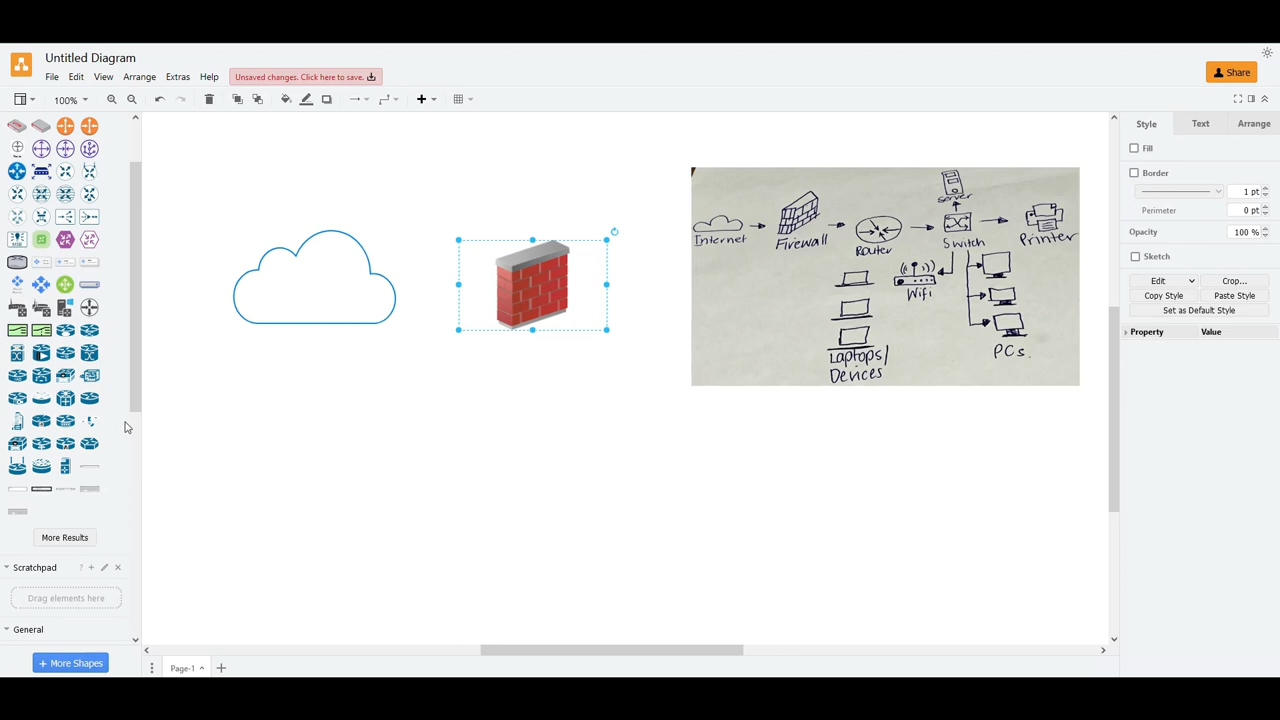 Untitled Diagram
File Edit View Arrange Extras Help
Unsaved changes. Click here to save.
Share
100%
Style Text Arrange
Fill
Border
1 pt
Perimeter 0 pt
Opacity 100 %
Sketch
Edit Crop...
Copy Style Paste Style
Set as Default Style
Property Value
Internet
Firewall
Router
Server
Switch
Printer
Wifi
Laptops/
Devices
PCs.
More Results
Scratchpad ? + 
Drag elements here
General
+ More Shapes
Page-1